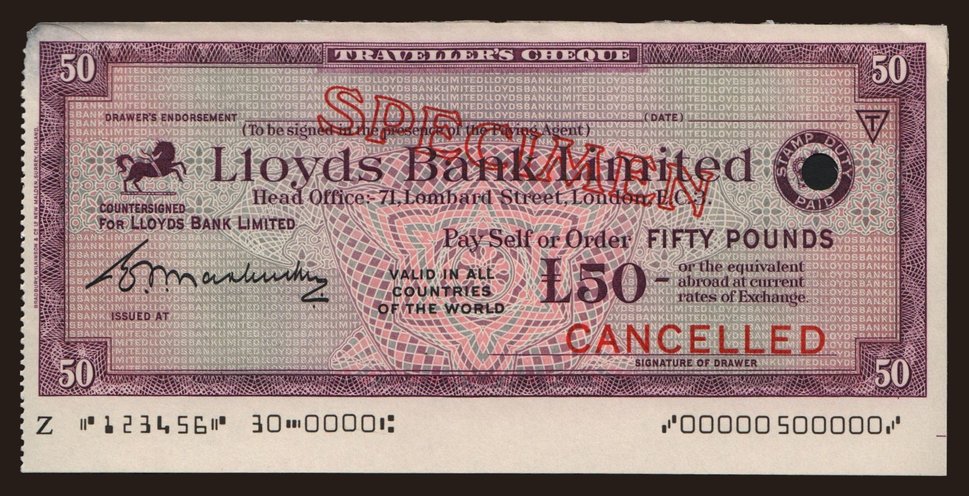 TRAVELLER'S CHEQUE
50 50
DRAWER'S ENDORSEMENT (DATE)
(To be signed in the presence of the Paying Agent)
T
SPECIMEN
Lloyds Bank Limited
STAMP DUTY PAID
Head Office:- 71, Lombard Street, London, E.C.3.
COUNTERSIGNED
FOR LLOYDS BANK LIMITED
Pay Self or Order FIFTY POUNDS
VALID IN ALL
COUNTRIES
OF THE WORLD
£50-
or the equivalent
abroad at current
rates of Exchange.
ISSUED AT
CANCELLED
SIGNATURE OF DRAWER
50 50
Z ⑈123456⑈ 30⑉0000⑆ ⑇00000500000⑇